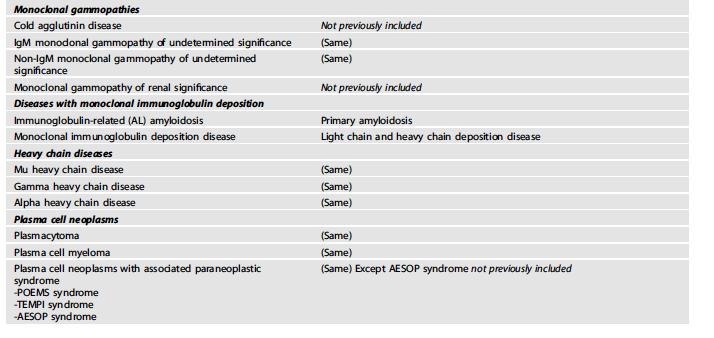 Monoclonal gammopathies
Cold agglutinin disease Not previously included
IgM monoclonal gammopathy of undetermined significance (Same)
Non-IgM monoclonal gammopathy of undetermined (Same)
significance
Monoclonal gammopathy of renal significance Not previously included
Diseases with monoclonal immunoglobulin deposition
Immunoglobulin-related (AL) amyloidosis Primary amyloidosis
Monoclonal immunoglobulin deposition disease Light chain and heavy chain deposition disease
Heavy chain diseases
Mu heavy chain disease (Same)
Gamma heavy chain disease (Same)
Alpha heavy chain disease (Same)
Plasma cell neoplasms
Plasmacytoma (Same)
Plasma cell myeloma (Same)
Plasma cell neoplasms with associated paraneoplastic (Same) Except AESOP syndrome not previously included
syndrome
-POEMS syndrome
-TEMPI syndrome
-AESOP syndrome